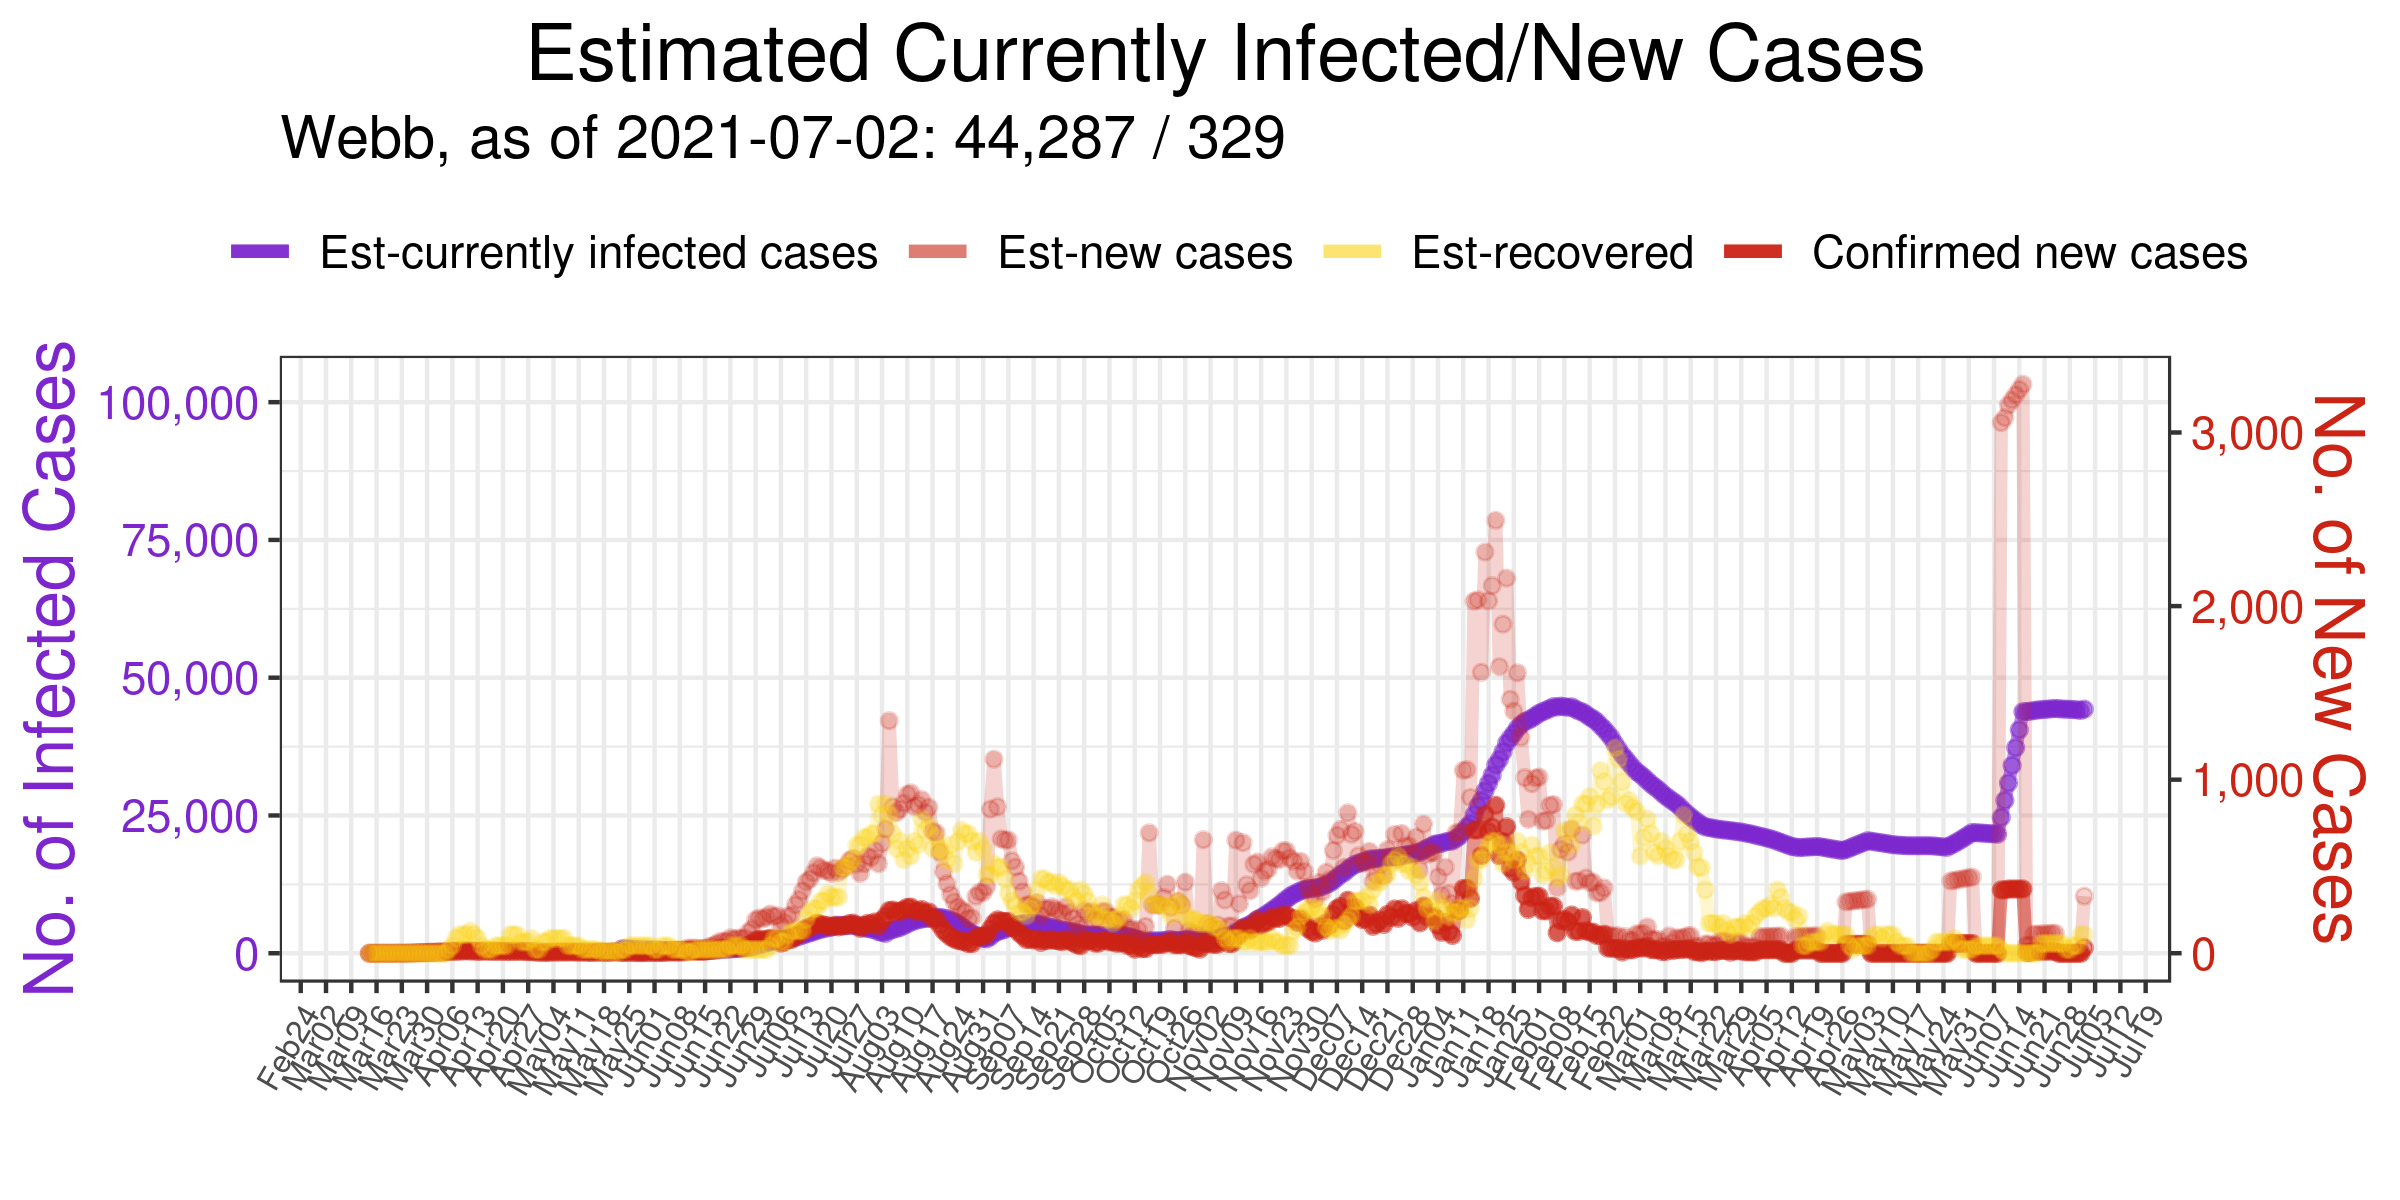 Estimated Currently Infected/New Cases
Webb, as of 2021-07-02: 44,287 / 329
Est-currently infected cases Est-new cases Est-recovered Confirmed new cases
No. of Infected Cases
100,000
75,000
50,000
25,000
0
3,000
2,000
1,000
0
No. of New Cases
Feb24 Mar02 Mar09 Mar16 Mar23 Mar30 Apr06 Apr13 Apr20 Apr27 May04 May11 May18 May25 Jun01 Jun08 Jun15 Jun22 Jun29 Jul06 Jul13 Jul20 Jul27 Aug03 Aug10 Aug17 Aug24 Aug31 Sep07 Sep14 Sep21 Sep28 Oct05 Oct12 Oct19 Oct26 Nov02 Nov09 Nov16 Nov23 Nov30 Dec07 Dec14 Dec21 Dec28 Jan04 Jan11 Jan18 Jan25 Feb01 Feb08 Feb15 Feb22 Mar01 Mar08 Mar15 Mar22 Mar29 Apr05 Apr12 Apr19 Apr26 May03 May10 May17 May24 May31 Jun07 Jun14 Jun21 Jun28 Jul05 Jul12 Jul19